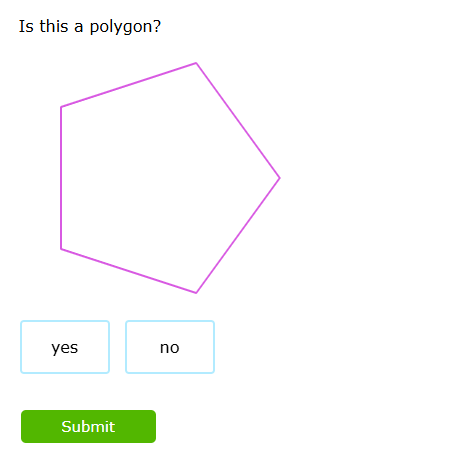 Is this a polygon?
yes no
Submit